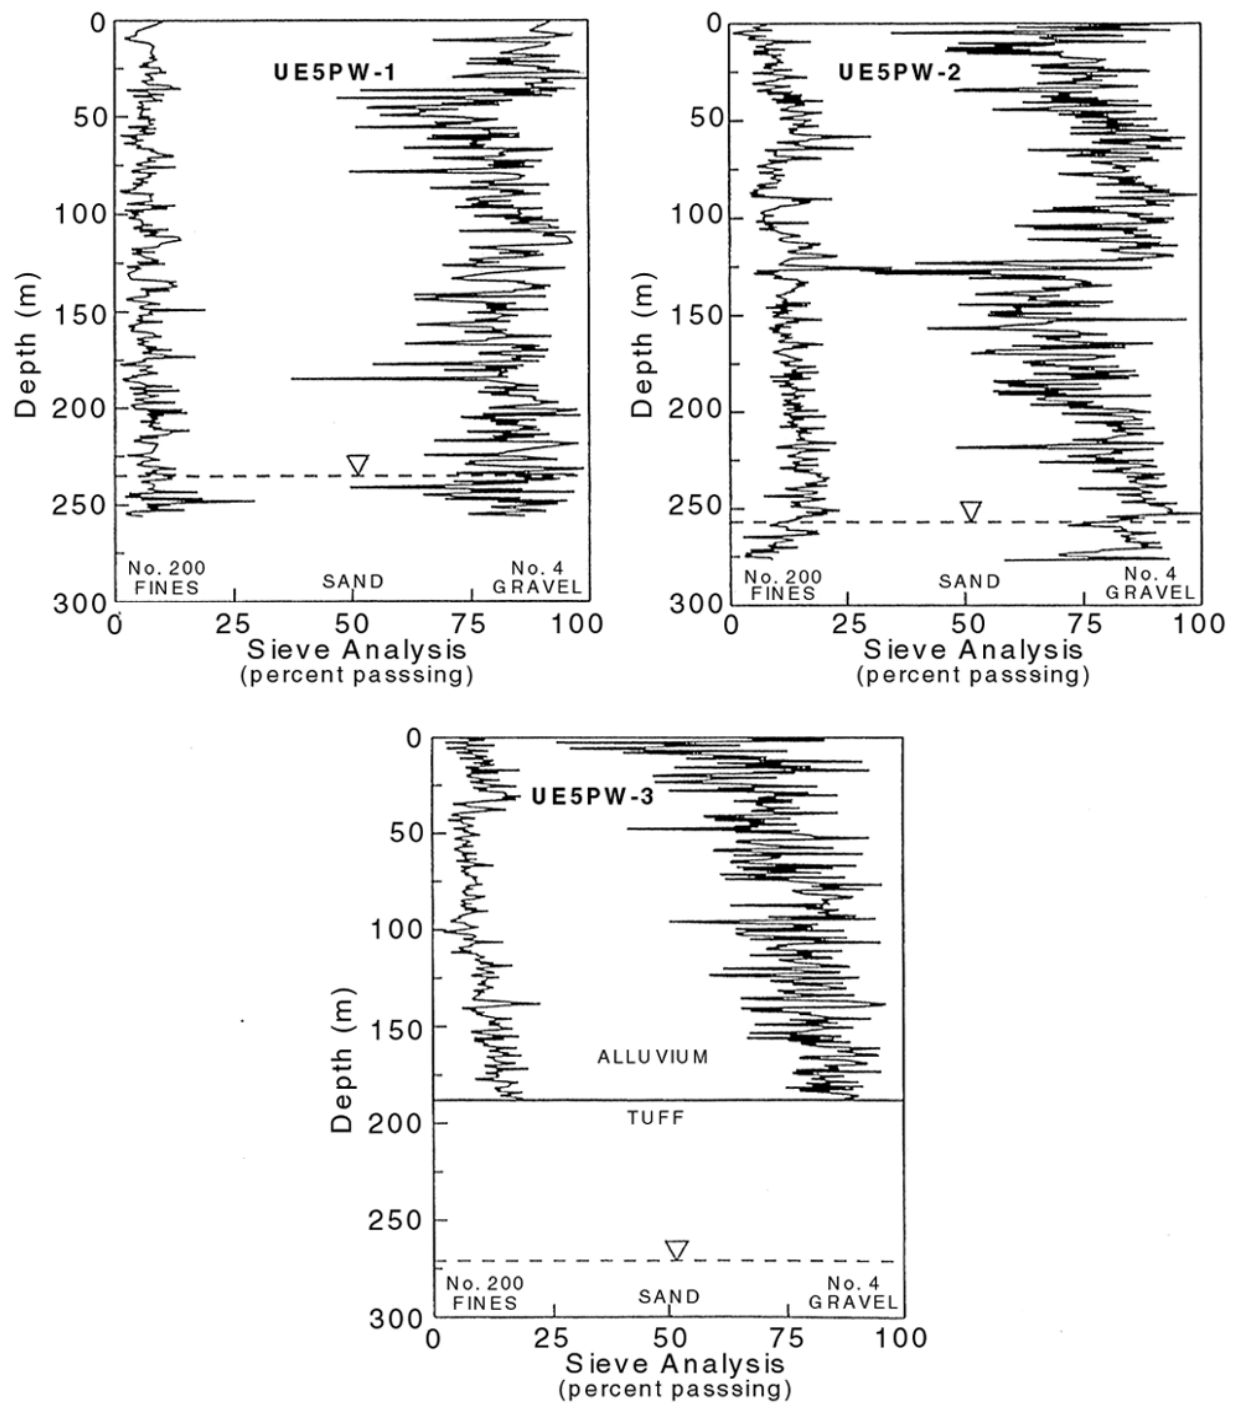 0
50
100
150
200
250
300
Depth (m)
UE5PW-1
No. 200
FINES
SAND
No. 4
GRAVEL
0
25
50
75
100
Sieve Analysis
(percent passsing)
0
50
100
150
200
250
300
Depth (m)
UE5PW-2
No. 200
FINES
SAND
No. 4
GRAVEL
0
25
50
75
100
Sieve Analysis
(percent passsing)
0
50
100
150
200
250
300
Depth (m)
UE5PW-3
ALLUVIUM
TUFF
No. 200
FINES
SAND
No. 4
GRAVEL
0
25
50
75
100
Sieve Analysis
(percent passsing)